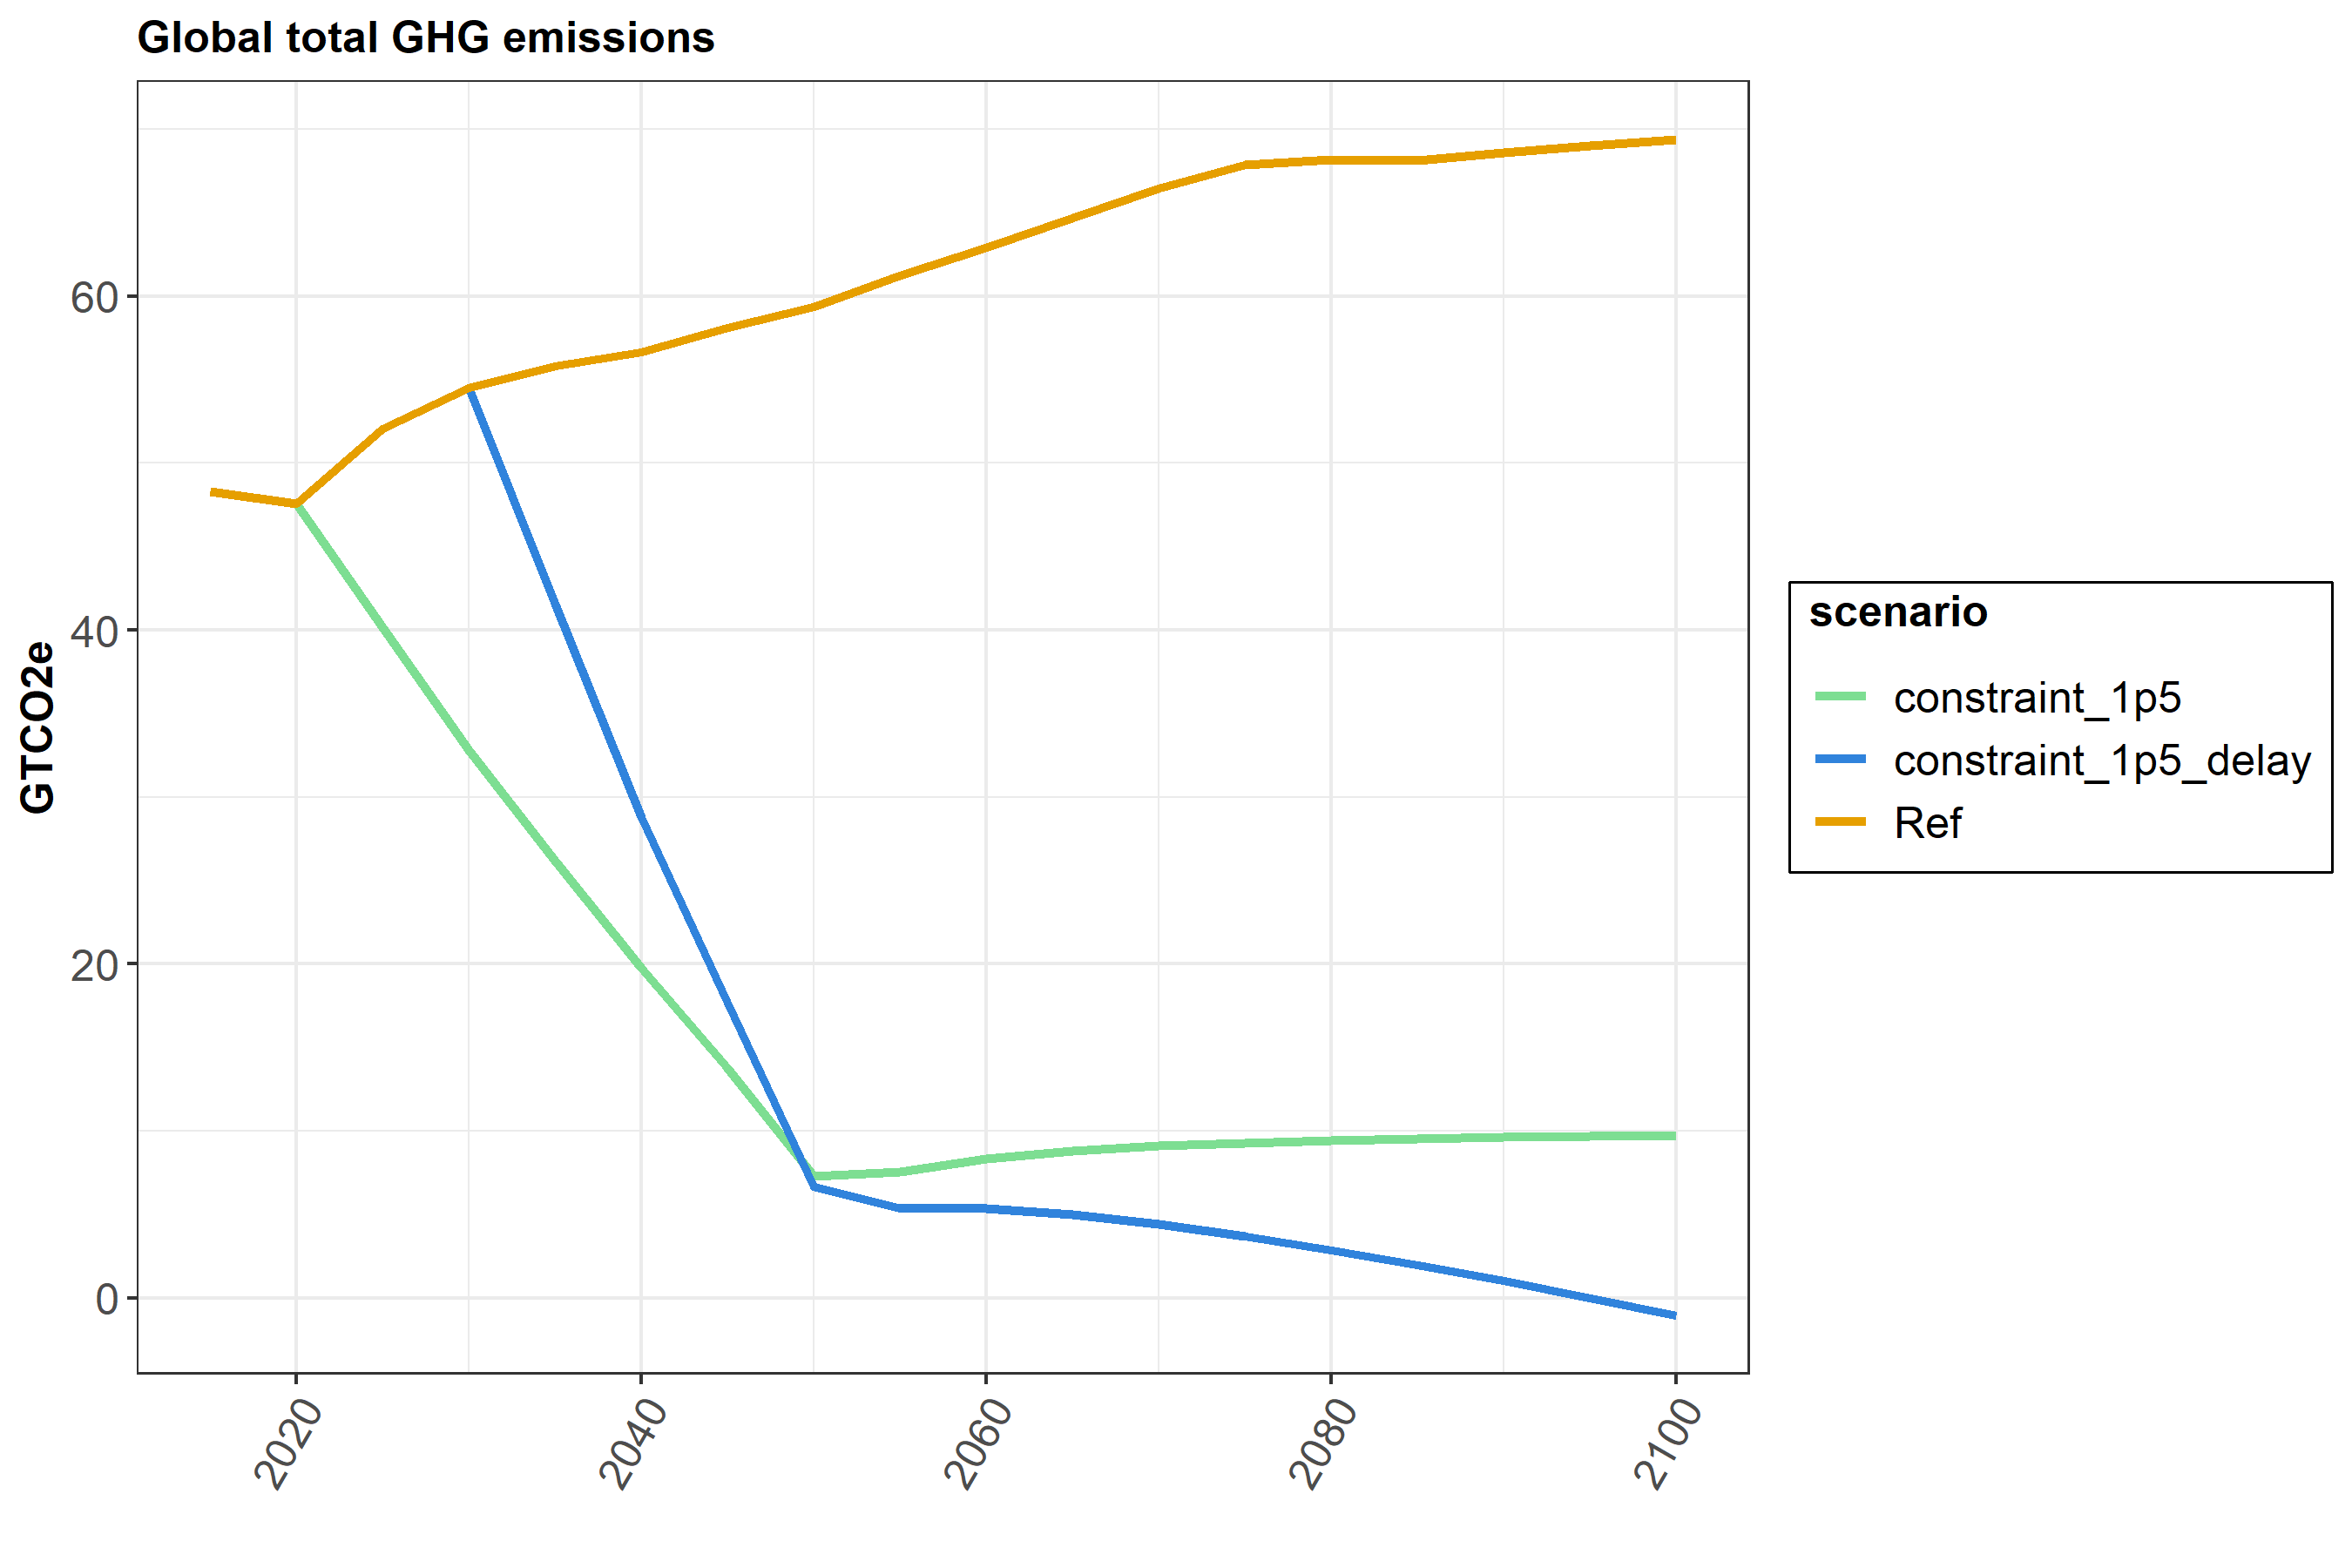 Global total GHG emissions
GTCO2e
60
40
20
0
2020
2040
2060
2080
2100
scenario
constraint_1p5
constraint_1p5_delay
Ref